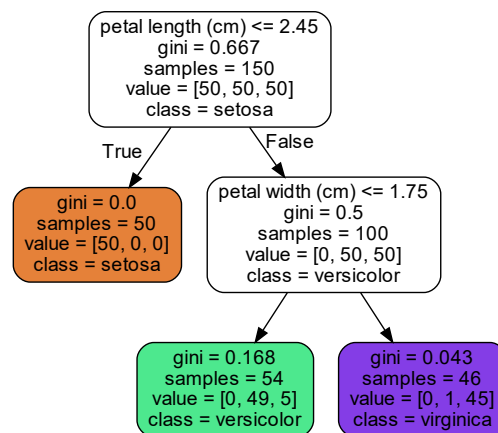 petal length (cm) <= 2.45
gini = 0.667
samples = 150
value = [50, 50, 50]
class = setosa
True
False
gini = 0.0
samples = 50
value = [50, 0, 0]
class = setosa
petal width (cm) <= 1.75
gini = 0.5
samples = 100
value = [0, 50, 50]
class = versicolor
gini = 0.168
samples = 54
value = [0, 49, 5]
class = versicolor
gini = 0.043
samples = 46
value = [0, 1, 45]
class = virginica